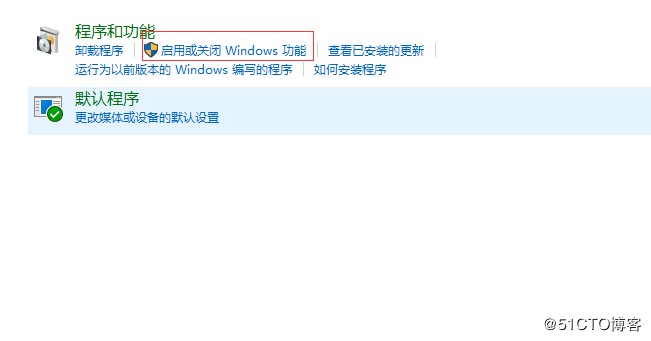 程序和功能
卸载程序 启用或关闭 Windows 功能 查看已安装的更新
运行为以前版本的 Windows 编写的程序 如何安装程序
默认程序
更改媒体或设备的默认设置
@51CTO博客